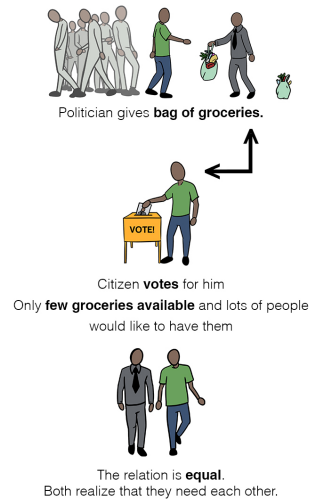 Politician gives bag of groceries.
VOTE!
Citizen votes for him
Only few groceries available and lots of people
would like to have them
The relation is equal.
Both realize that they need each other.